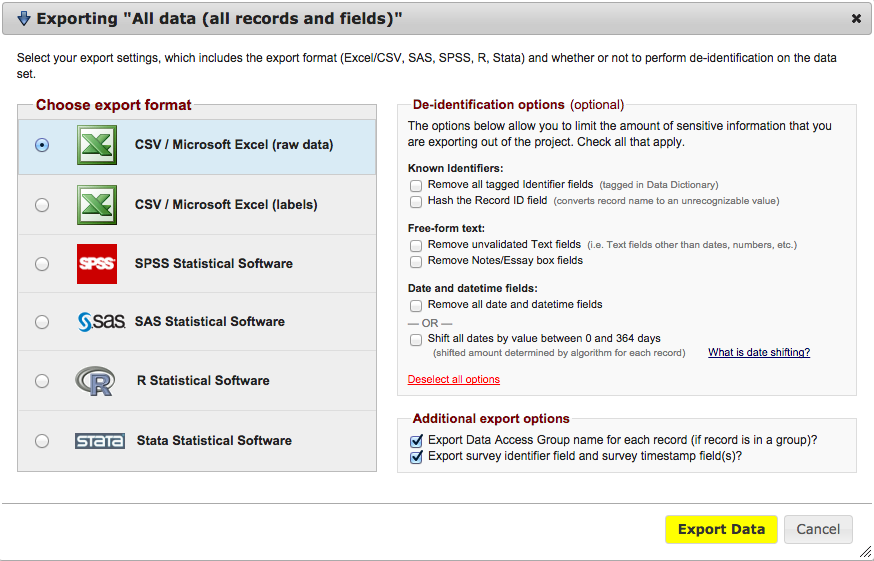 Exporting "All data (all records and fields)"
Select your export settings, which includes the export format (Excel/CSV, SAS, SPSS, R, Stata) and whether or not to perform de-identification on the data
set.
Choose export format
CSV / Microsoft Excel (raw data)
CSV / Microsoft Excel (labels)
SPSS
SPSS Statistical Software
sas
SAS Statistical Software
R
R Statistical Software
STATA
Stata Statistical Software
De-identification options (optional)
The options below allow you to limit the amount of sensitive information that you
are exporting out of the project. Check all that apply.
Known Identifiers:
Remove all tagged Identifier fields (tagged in Data Dictionary)
Hash the Record ID field (converts record name to an unrecognizable value)
Free-form text:
Remove unvalidated Text fields (i.e. Text fields other than dates, numbers, etc.)
Remove Notes/Essay box fields
Date and datetime fields:
Remove all date and datetime fields
— OR —
Shift all dates by value between 0 and 364 days
(shifted amount determined by algorithm for each record) What is date shifting?
Deselect all options
Additional export options
Export Data Access Group name for each record (if record is in a group)?
Export survey identifier field and survey timestamp field(s)?
Export Data Cancel